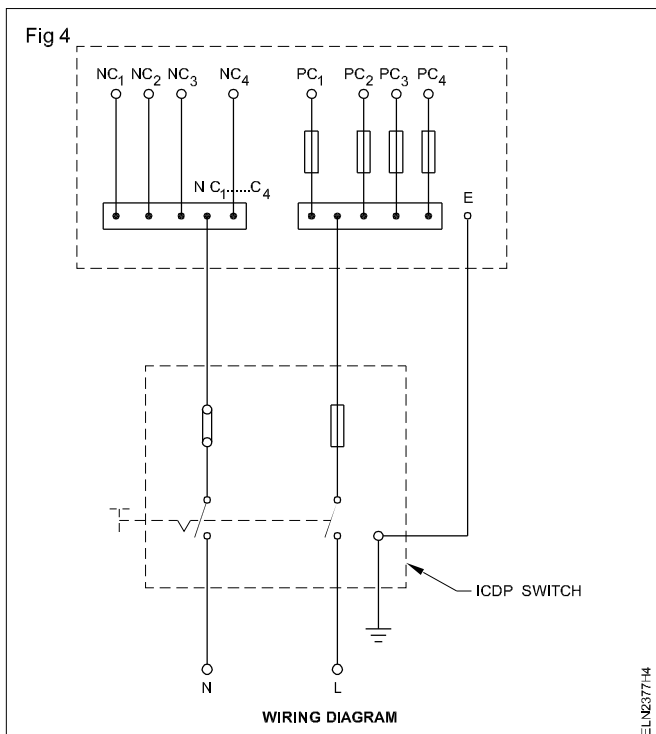 Fig 4
NC1 NC2 NC3 NC4 PC1 PC2 PC3 PC4
N C1......C4
E
ICDP SWITCH
N L
WIRING DIAGRAM
ELN2377H4